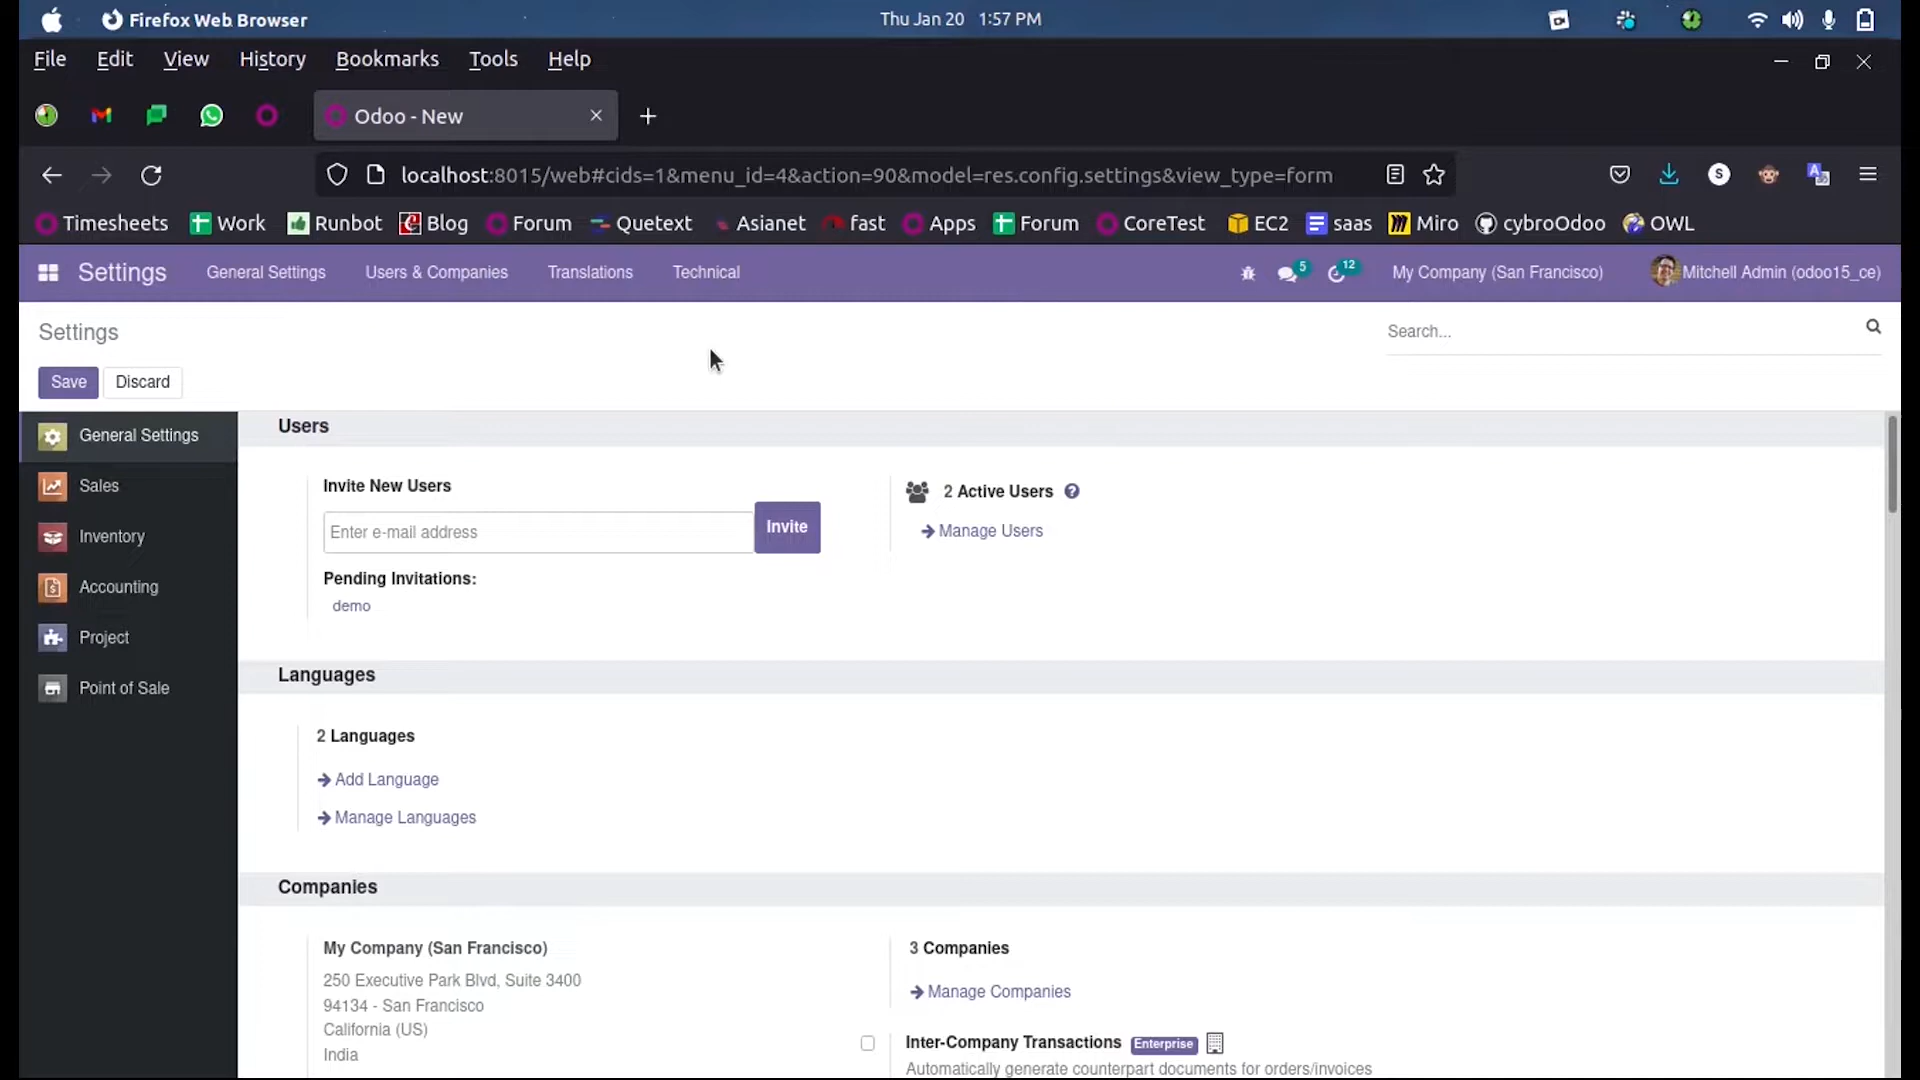 Firefox Web Browser
Thu Jan 20 1:57 PM
File Edit View History Bookmarks Tools Help
Odoo - New
localhost:8015/web#cids=1&menu_id=4&action=90&model=res.config.settings&view_type=form
Timesheets Work Runbot Blog Forum Quetext Asianet fast Apps Forum CoreTest EC2 saas Miro cybroOdoo OWL
Settings General Settings Users & Companies Translations Technical 5 12 My Company (San Francisco) Mitchell Admin (odoo15_ce)
Settings
Search...
Save Discard
General Settings
Sales
Inventory
Accounting
Project
Point of Sale
Users
Invite New Users
Enter e-mail address
Invite
Pending Invitations:
demo
2 Active Users
Manage Users
Languages
2 Languages
Add Language
Manage Languages
Companies
My Company (San Francisco)
250 Executive Park Blvd, Suite 3400
94134 - San Francisco
California (US)
India
3 Companies
Manage Companies
Inter-Company Transactions Enterprise
Automatically generate counterpart documents for orders/invoices